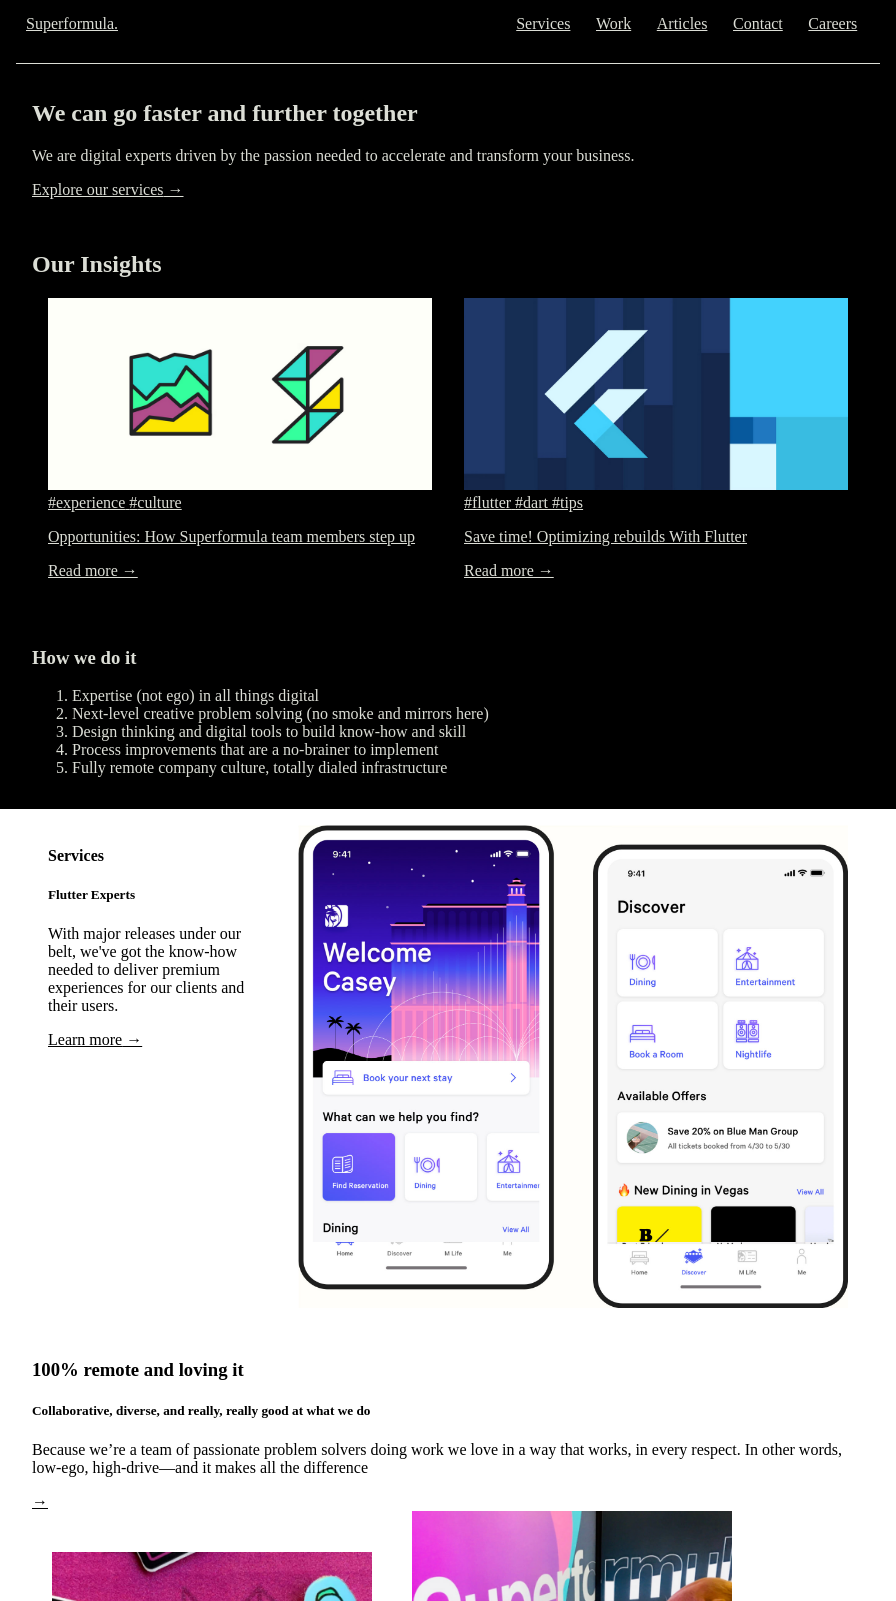 Superformula.
Services Work Articles Contact Careers
We can go faster and further together
We are digital experts driven by the passion needed to accelerate and transform your business.
Explore our services →
Our Insights
#experience #culture
Opportunities: How Superformula team members step up
Read more →
#flutter #dart #tips
Save time! Optimizing rebuilds With Flutter
Read more →
How we do it
1. Expertise (not ego) in all things digital
2. Next-level creative problem solving (no smoke and mirrors here)
3. Design thinking and digital tools to build know-how and skill
4. Process improvements that are a no-brainer to implement
5. Fully remote company culture, totally dialed infrastructure
Services
Flutter Experts
With major releases under our
belt, we've got the know-how
needed to deliver premium
experiences for our clients and
their users.
Learn more →
9:41
Welcome
Casey
Book your next stay
What can we help you find?
Find Reservation
Dining
Entertainmen
Dining
View All
Home
Discover
M Life
Me
9:41
Discover
Dining
Entertainment
Book a Room
Nightlife
Available Offers
Save 20% on Blue Man Group
All tickets booked from 4/30 to 5/30
🔥 New Dining in Vegas
View All
B
Home
Discover
M Life
Me
100% remote and loving it
Collaborative, diverse, and really, really good at what we do
Because we’re a team of passionate problem solvers doing work we love in a way that works, in every respect. In other words,
low-ego, high-drive—and it makes all the difference
→